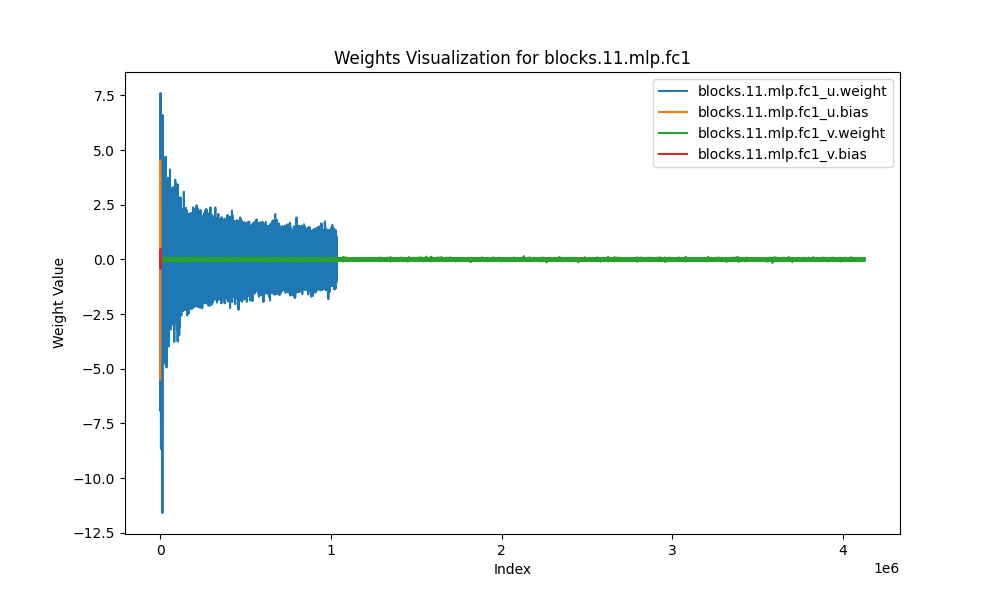 Weights Visualization for blocks.11.mlp.fc1
blocks.11.mlp.fc1_u.weight
blocks.11.mlp.fc1_u.bias
blocks.11.mlp.fc1_v.weight
blocks.11.mlp.fc1_v.bias
Weight Value
7.5
5.0
2.5
0.0
−2.5
−5.0
−7.5
−10.0
−12.5
0 1 2 3 4
1e6
Index